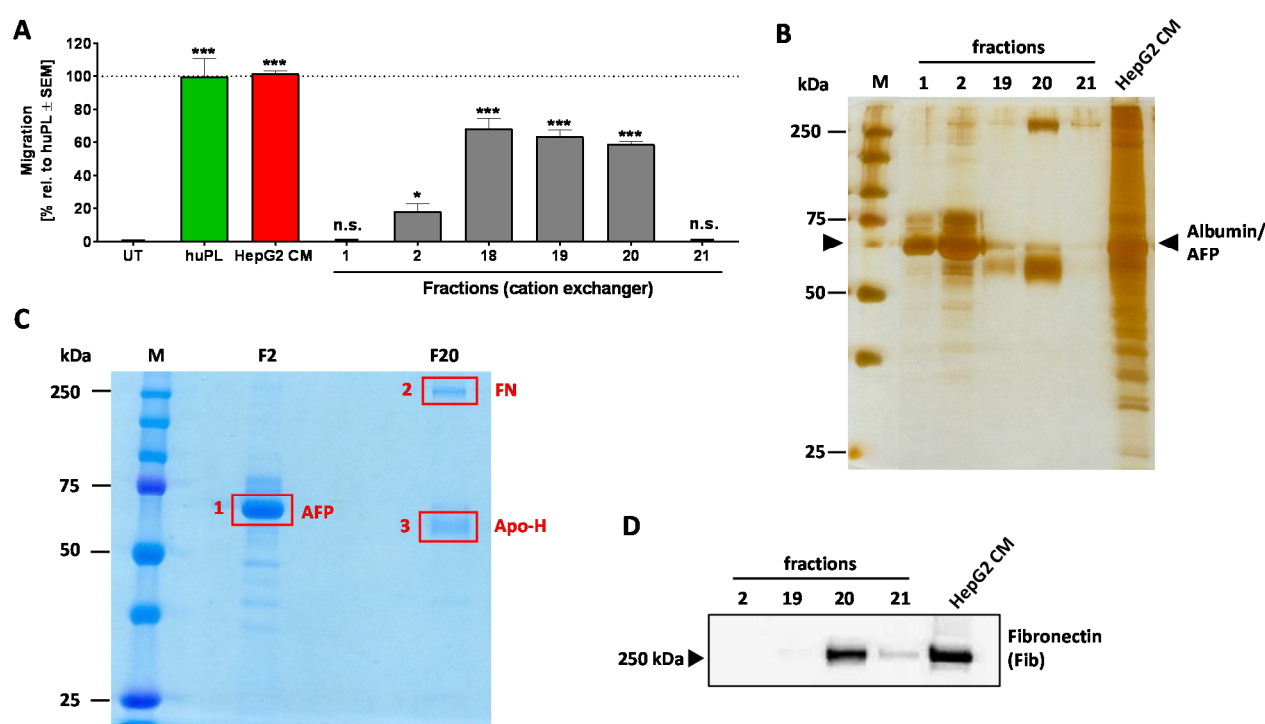 A
Migration
[% rel. to huPL ± SEM]
120
100
80
60
40
20
0
***
***
n.s.
*
***
***
***
n.s.
UT huPL HepG2 CM 1 2 18 19 20 21
Fractions (cation exchanger)
B
fractions
HepG2 CM
kDa M 1 2 19 20 21
250
75
50
25
Albumin/
AFP
C
kDa M F2 F20
250
75
50
25
1 AFP
2 FN
3 Apo-H
D
fractions
HepG2 CM
2 19 20 21
250 kDa
Fibronectin
(Fib)